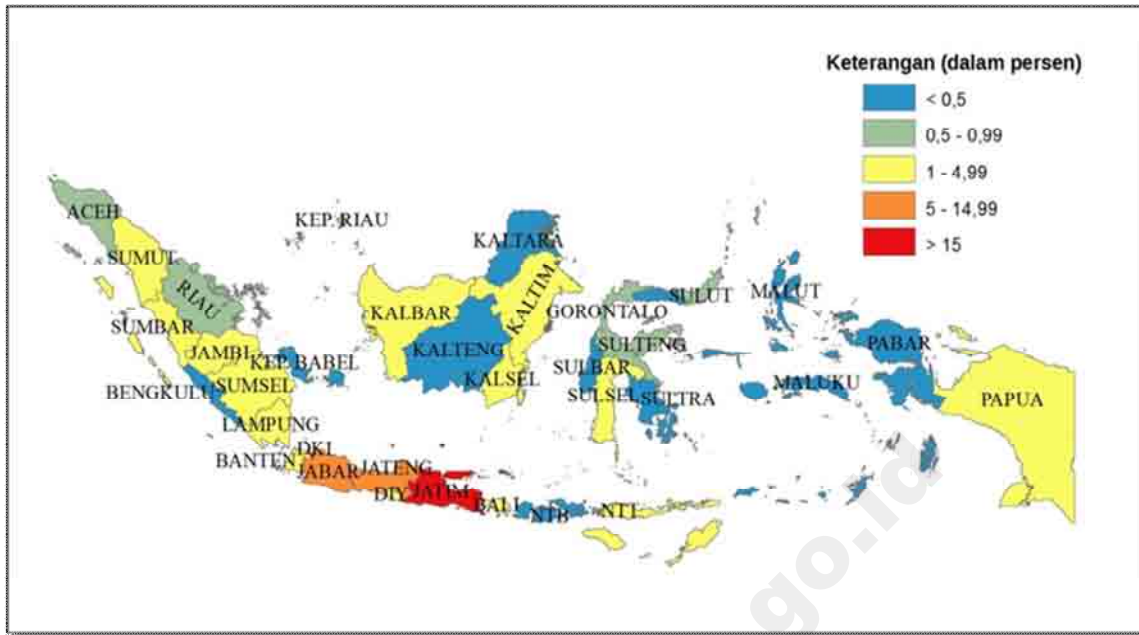 Keterangan (dalam persen)
< 0,5
0,5 - 0,99
1 - 4,99
5 - 14,99
> 15
ACEH
SUMUT
RIAU
KEP. RIAU
SUMBAR
JAMBI
KEP. BABEL
BENGKULU
SUMSEL
LAMPUNG
BANTEN
DKI
JABAR
JATENG
DIY
JATIM
BALI
NTB
NTT
KALBAR
KALTENG
KALTIM
KALTARA
KALSEL
GORONTALO
SULUT
SULTENG
SULBAR
SULSEL
SULTRA
MALUT
MALUKU
PABAR
PAPUA
go.id